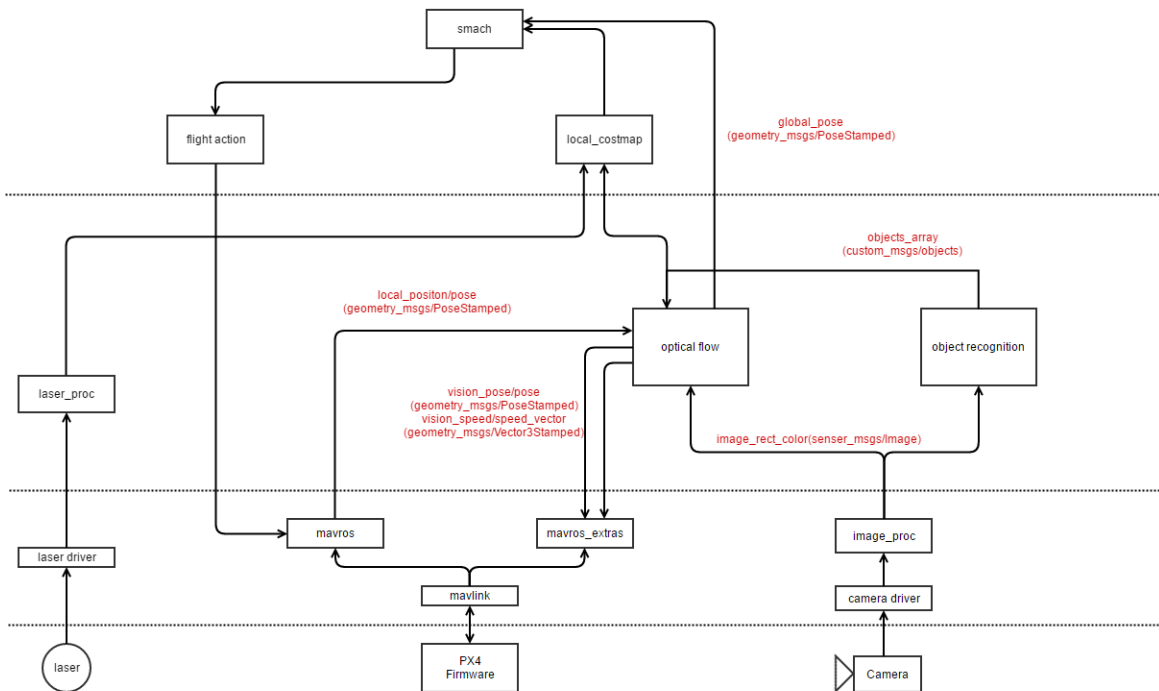 smach
flight action
local_costmap
global_pose
(geometry_msgs/PoseStamped)
objects_array
(custom_msgs/objects)
local_positon/pose
(geometry_msgs/PoseStamped)
optical flow
object recognition
laser_proc
vision_pose/pose
(geometry_msgs/PoseStamped)
vision_speed/speed_vector
(geometry_msgs/Vector3Stamped)
image_rect_color(senser_msgs/Image)
mavros
mavros_extras
image_proc
laser driver
mavlink
camera driver
laser
PX4
Firmware
Camera